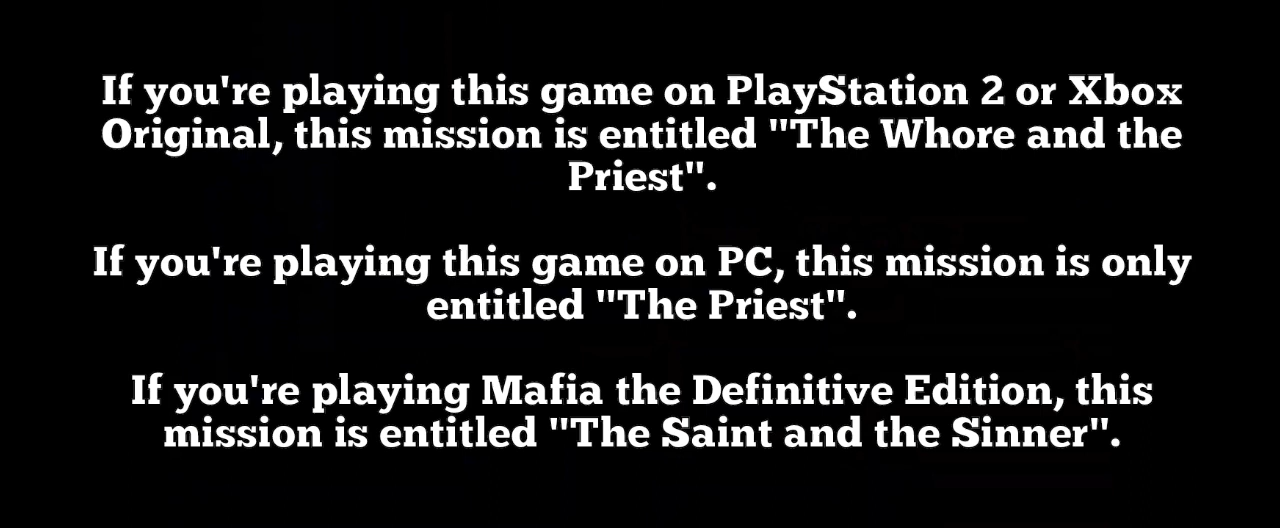 If you're playing this game on PlayStation 2 or Xbox
Original, this mission is entitled "The Whore and the
Priest".
If you're playing this game on PC, this mission is only
entitled "The Priest".
If you're playing Mafia the Definitive Edition, this
mission is entitled "The Saint and the Sinner".